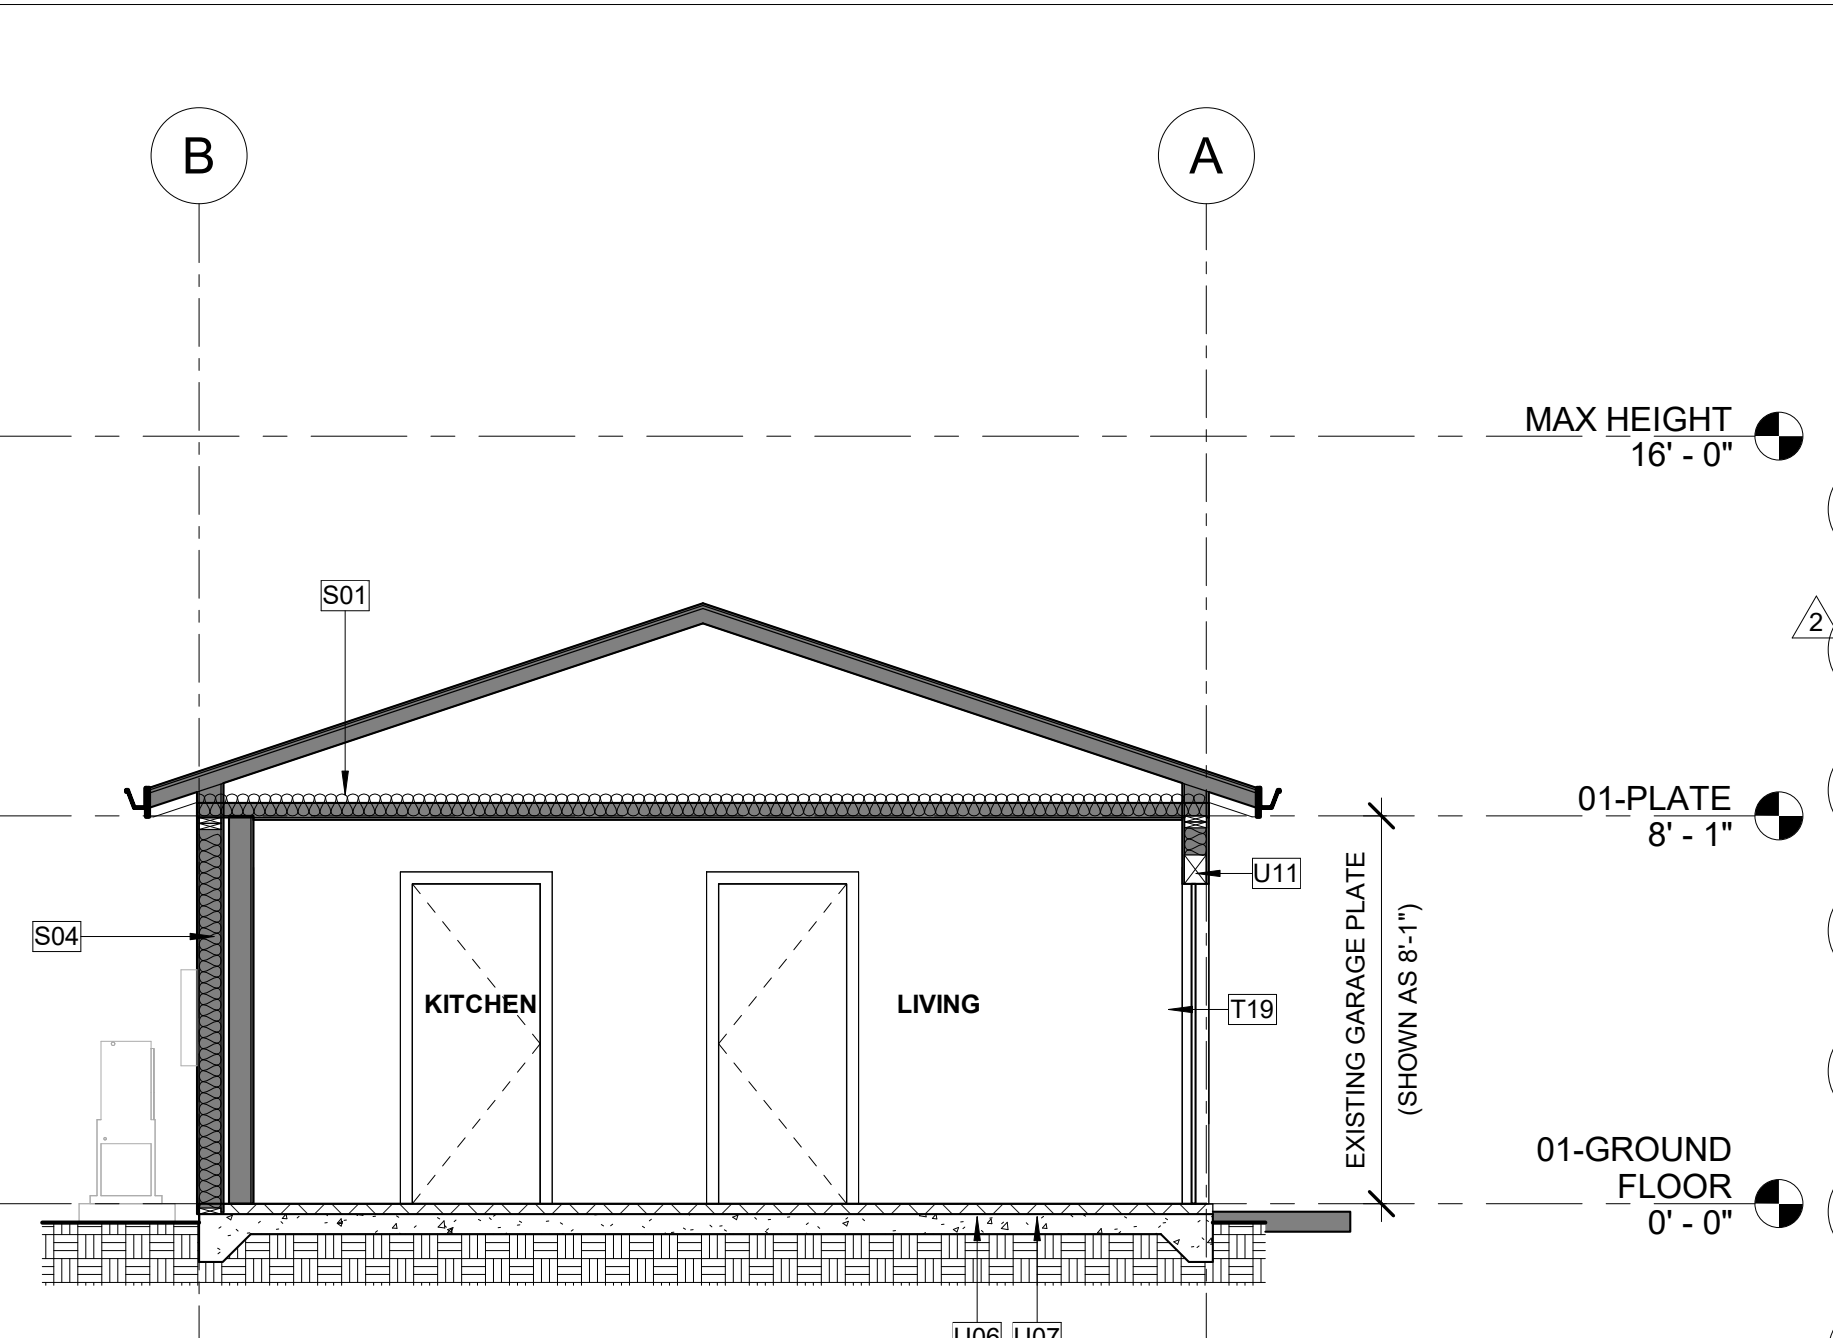 B
A
MAX HEIGHT
16' - 0"
S01
2
01-PLATE
8' - 1"
U11
S04
KITCHEN
LIVING
T19
EXISTING GARAGE PLATE
(SHOWN AS 8'-1")
01-GROUND
FLOOR
0' - 0"
U06
U07